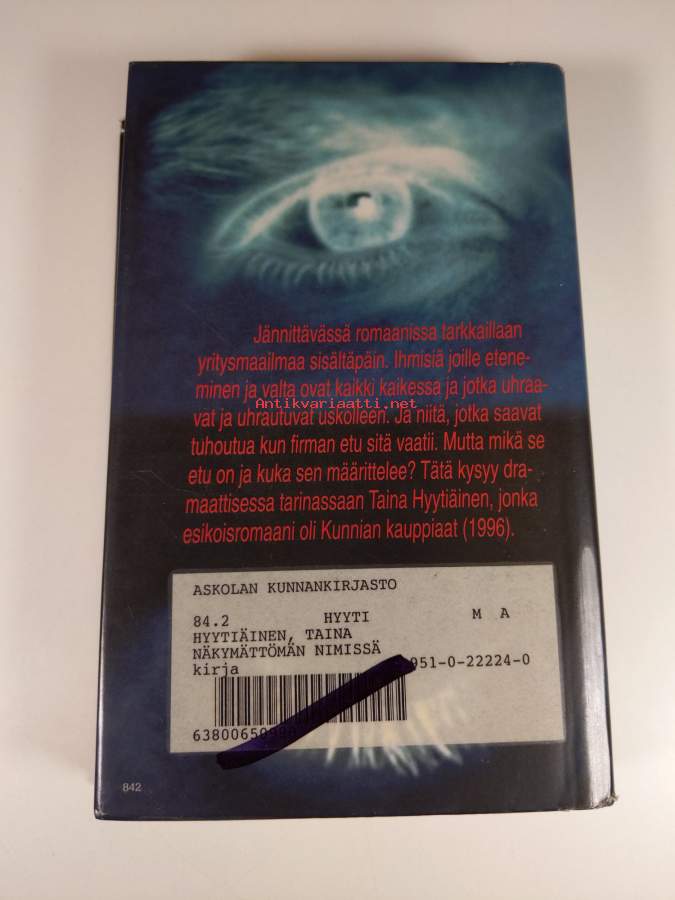 Jännittävässä romaanissa tarkkaillaan
yritysmaailmaa sisältäpäin. Ihmisiä joille etene-
minen ja valta ovat kaikki kaikessa ja jotka uhraa-
Antikvariaatti.net
vat ja uhrautuvat uskolleen. Ja niitä, jotka saavat
tuhoutua kun firman etu sitä vaatii. Mutta mikä se
etu on ja kuka sen määrittelee? Tätä kysyy dra-
maattisessa tarinassaan Taina Hyytiäinen, jonka
esikoisromaani oli Kunnian kauppiaat (1996).
ASKOLAN KUNNANKIRJASTO
84.2 HYYTI M A
HYYTIÄINEN, TAINA
NÄKYMÄTTÖMÄN NIMISSÄ
kirja 951-0-22224-0
842